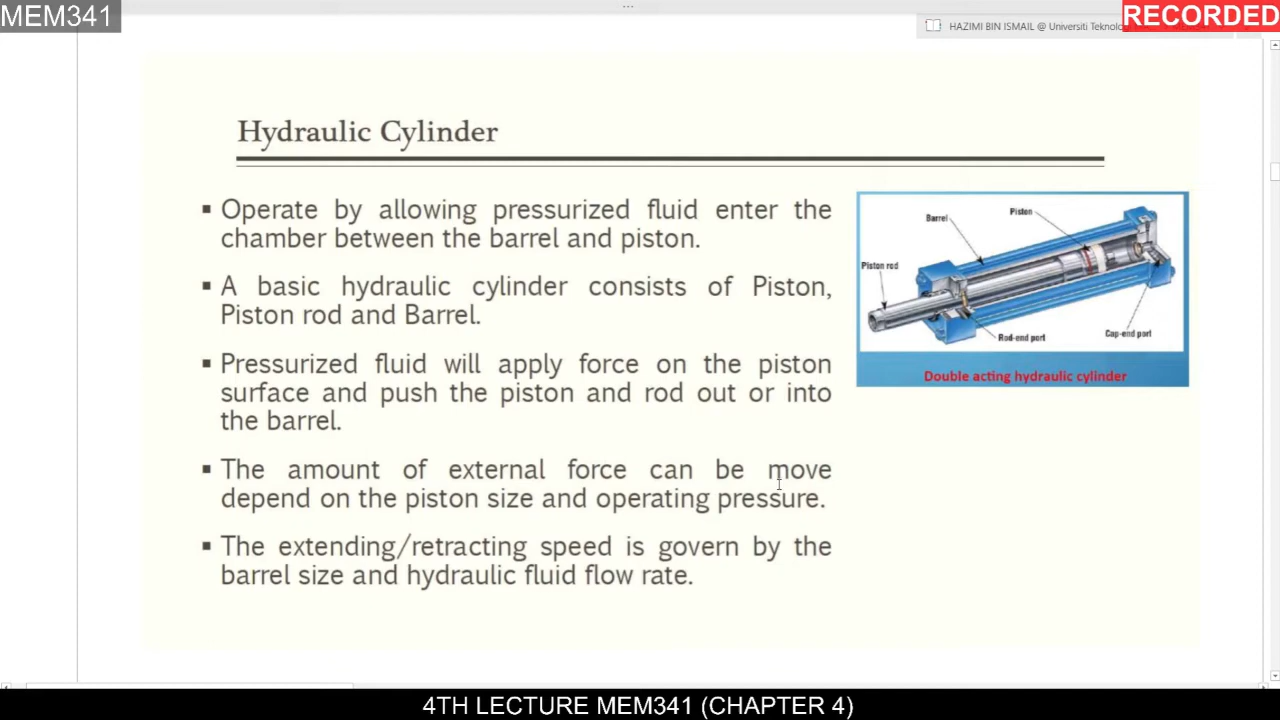 MEM341
HAZIMI BIN ISMAIL @ Universiti Teknolo
RECORDED
Hydraulic Cylinder
▪ Operate by allowing pressurized fluid enter the
chamber between the barrel and piston.
▪ A basic hydraulic cylinder consists of Piston,
Piston rod and Barrel.
▪ Pressurized fluid will apply force on the piston
surface and push the piston and rod out or into
the barrel.
▪ The amount of external force can be move
depend on the piston size and operating pressure.
▪ The extending/retracting speed is govern by the
barrel size and hydraulic fluid flow rate.
Barrel
Piston
Piston rod
Rod-end port
Cap-end port
Double acting hydraulic cylinder
4TH LECTURE MEM341 (CHAPTER 4)